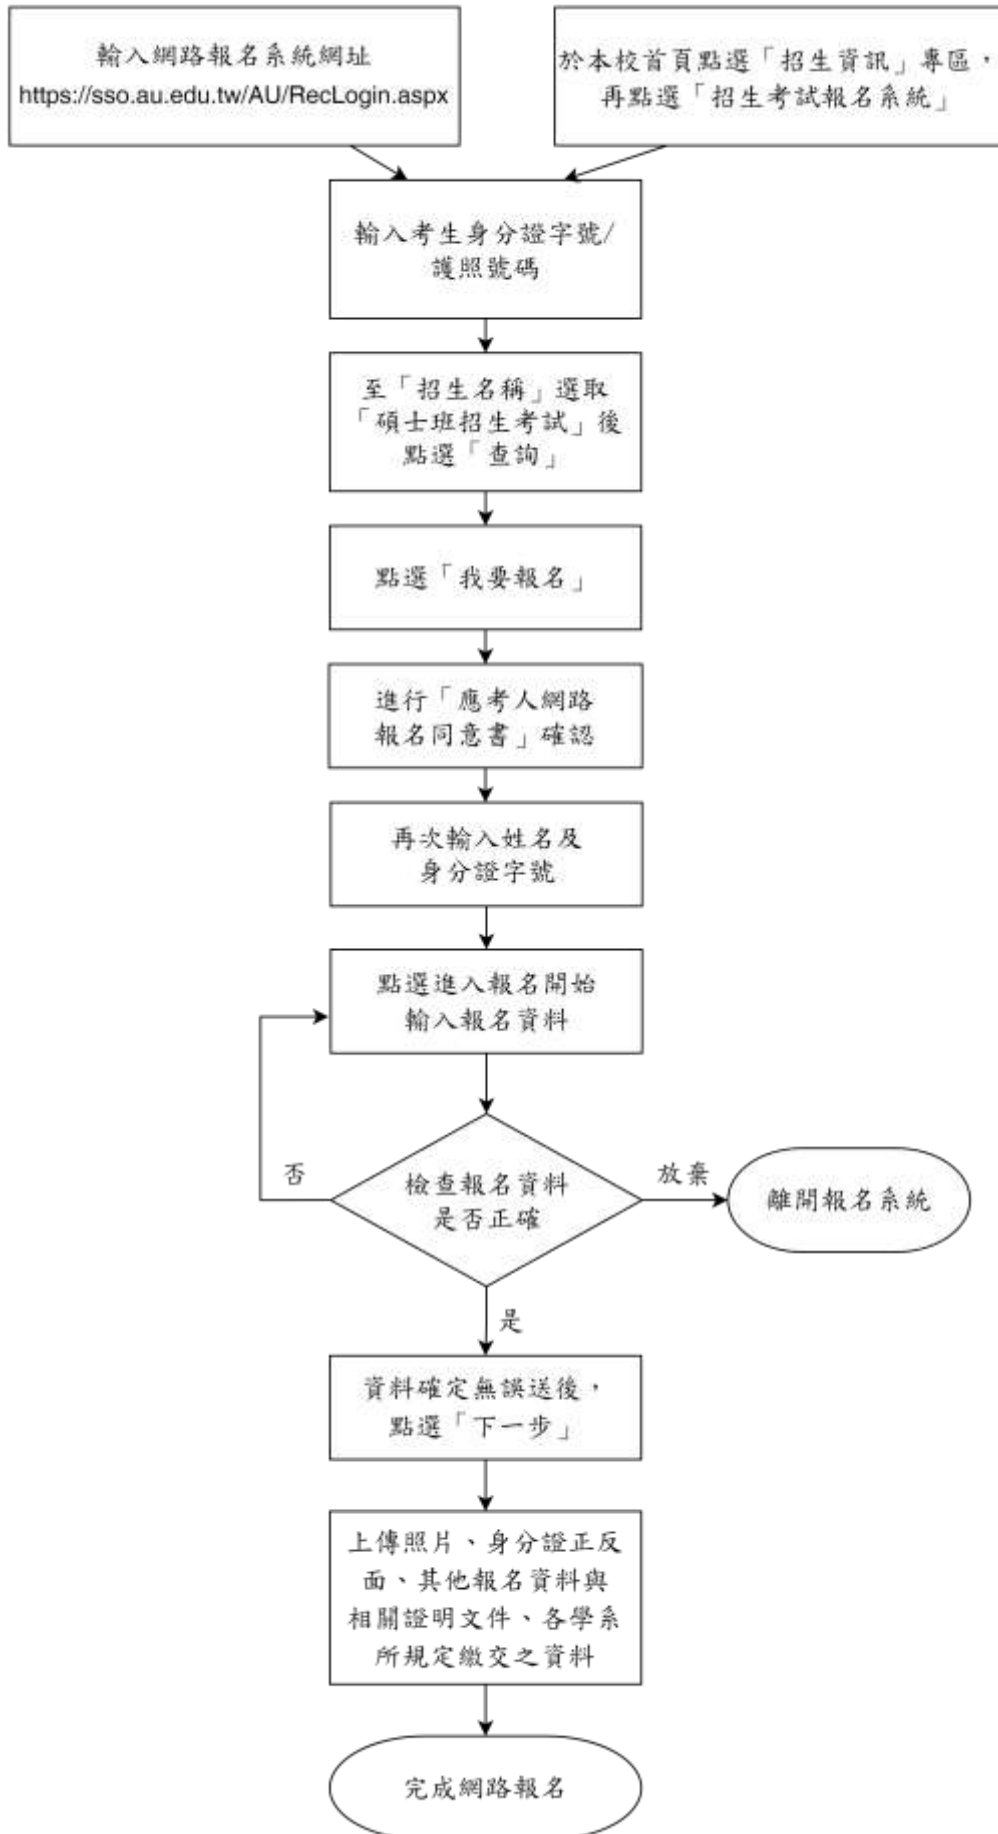 輸入網路報名系統網址
https://sso.au.edu.tw/AU/RecLogin.aspx
於本校首頁點選「招生資訊」專區，
再點選「招生考試報名系統」
輸入考生身分證字號/
護照號碼
至「招生名稱」選取
「碩士班招生考試」後
點選「查詢」
點選「我要報名」
進行「應考人網路
報名同意書」確認
再次輸入姓名及
身分證字號
點選進入報名開始
輸入報名資料
檢查報名資料
是否正確
否
放棄
離開報名系統
是
資料確定無誤送後，
點選「下一步」
上傳照片、身分證正反
面、其他報名資料與
相關證明文件、各學系
所規定繳交之資料
完成網路報名